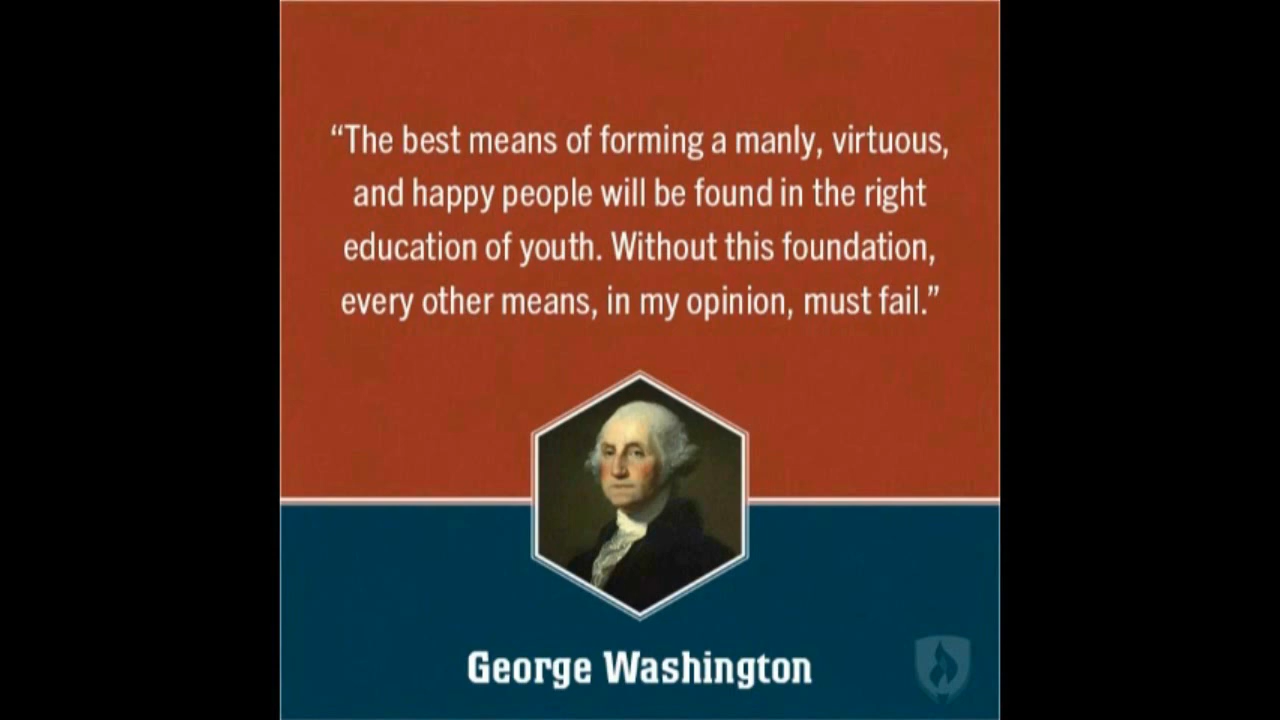 “The best means of forming a manly, virtuous,
and happy people will be found in the right
education of youth. Without this foundation,
every other means, in my opinion, must fail.”
George Washington